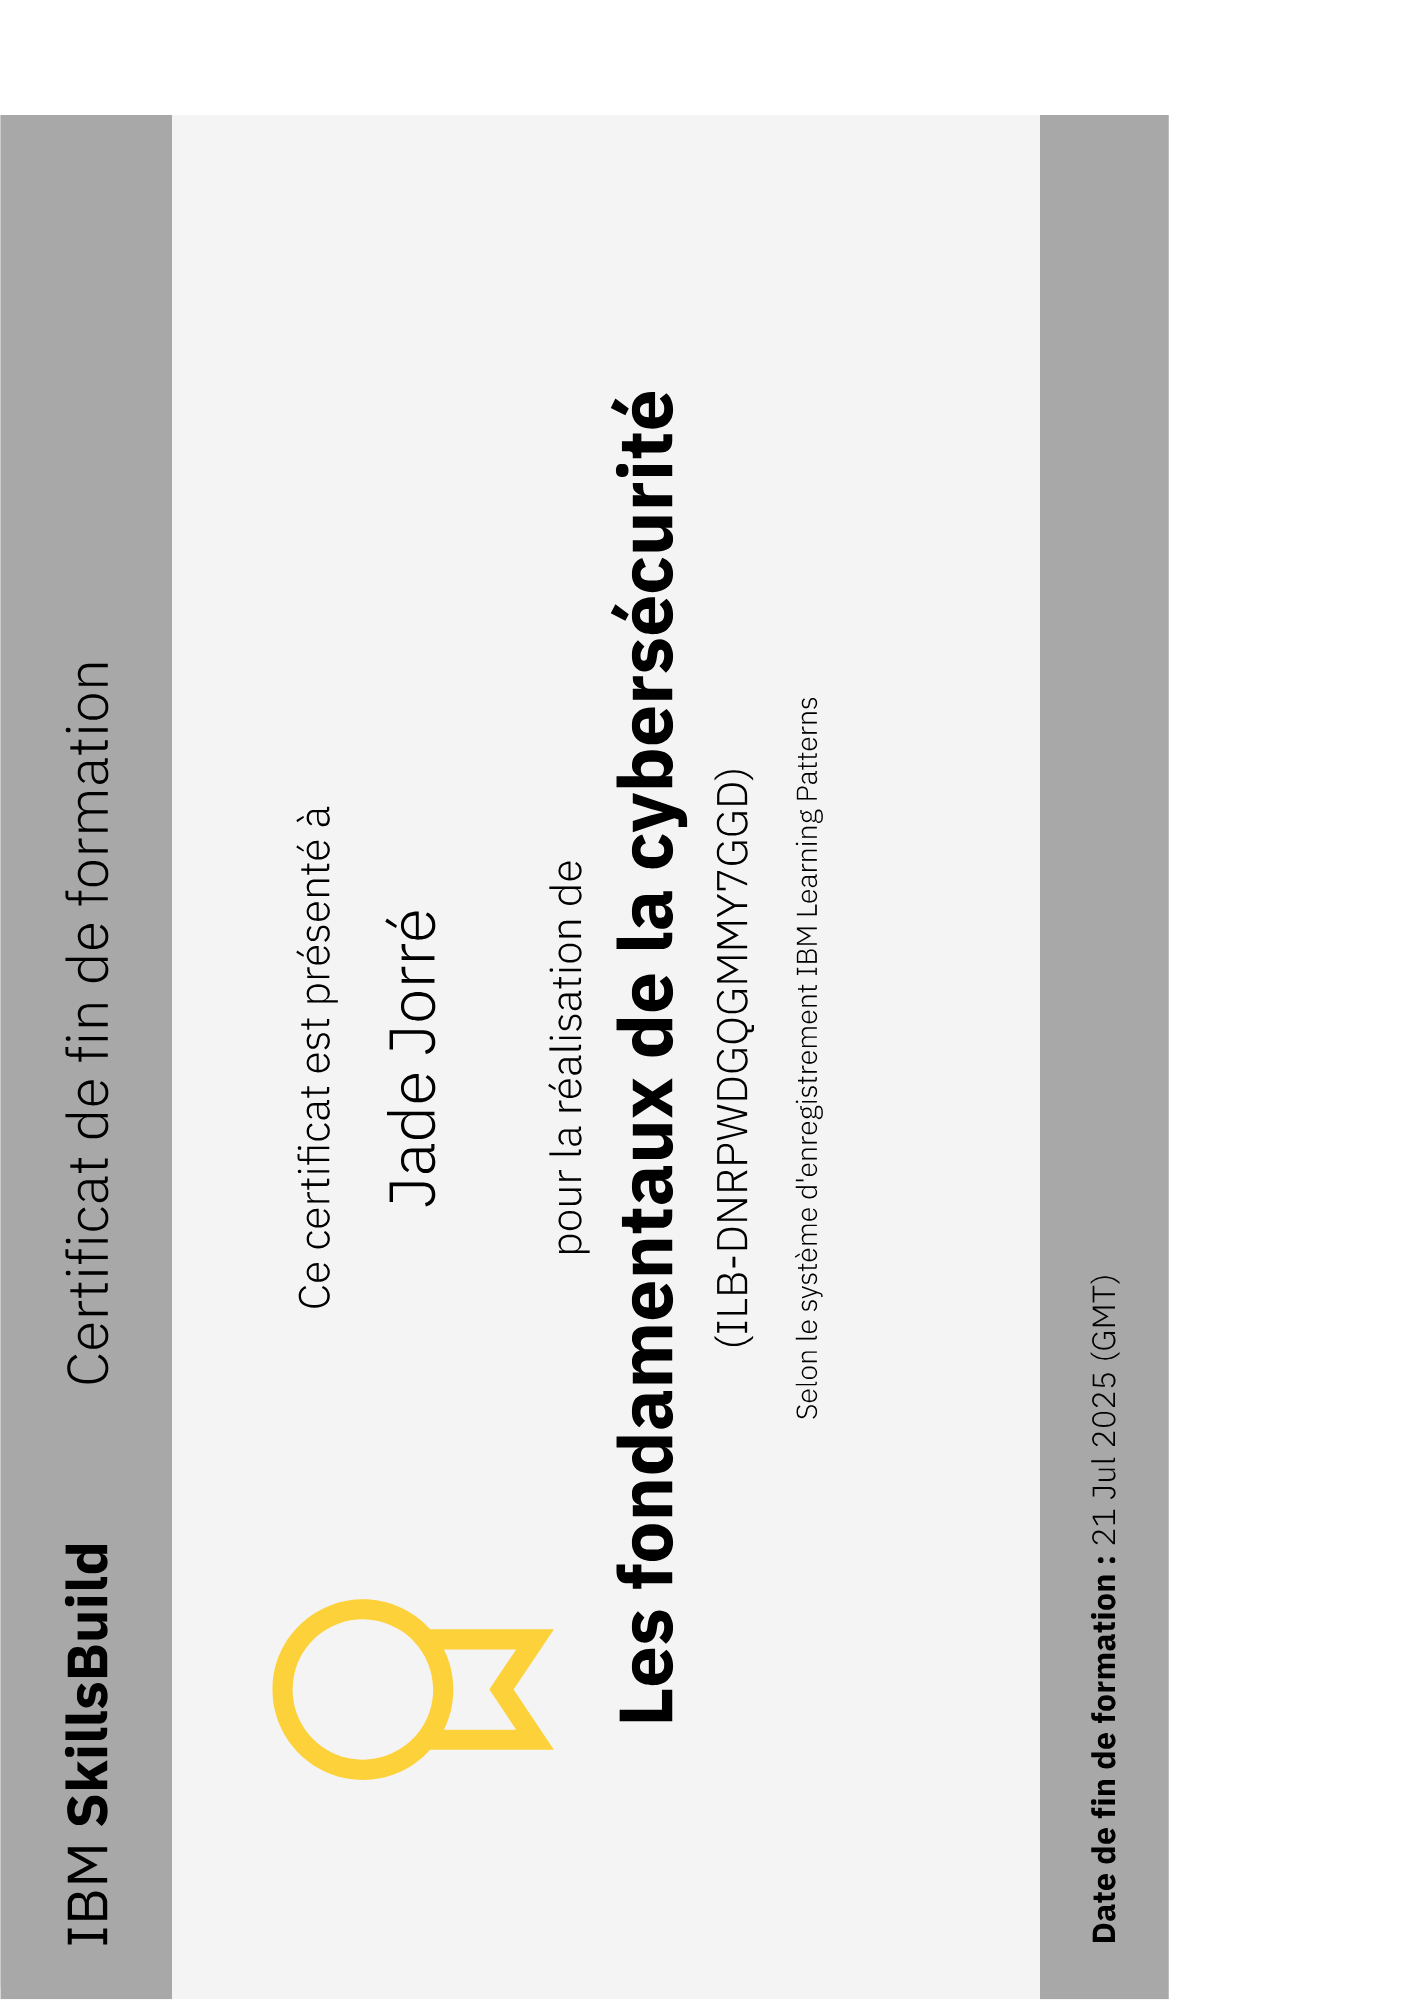 IBM SkillsBuild Certificat de fin de formation
Ce certificat est présenté à
Jade Jorré
pour la réalisation de
Les fondamentaux de la cybersécurité
(ILB-DNRPWDGQGMMY7GGD)
Selon le système d'enregistrement IBM Learning Patterns
Date de fin de formation : 21 Jul 2025 (GMT)